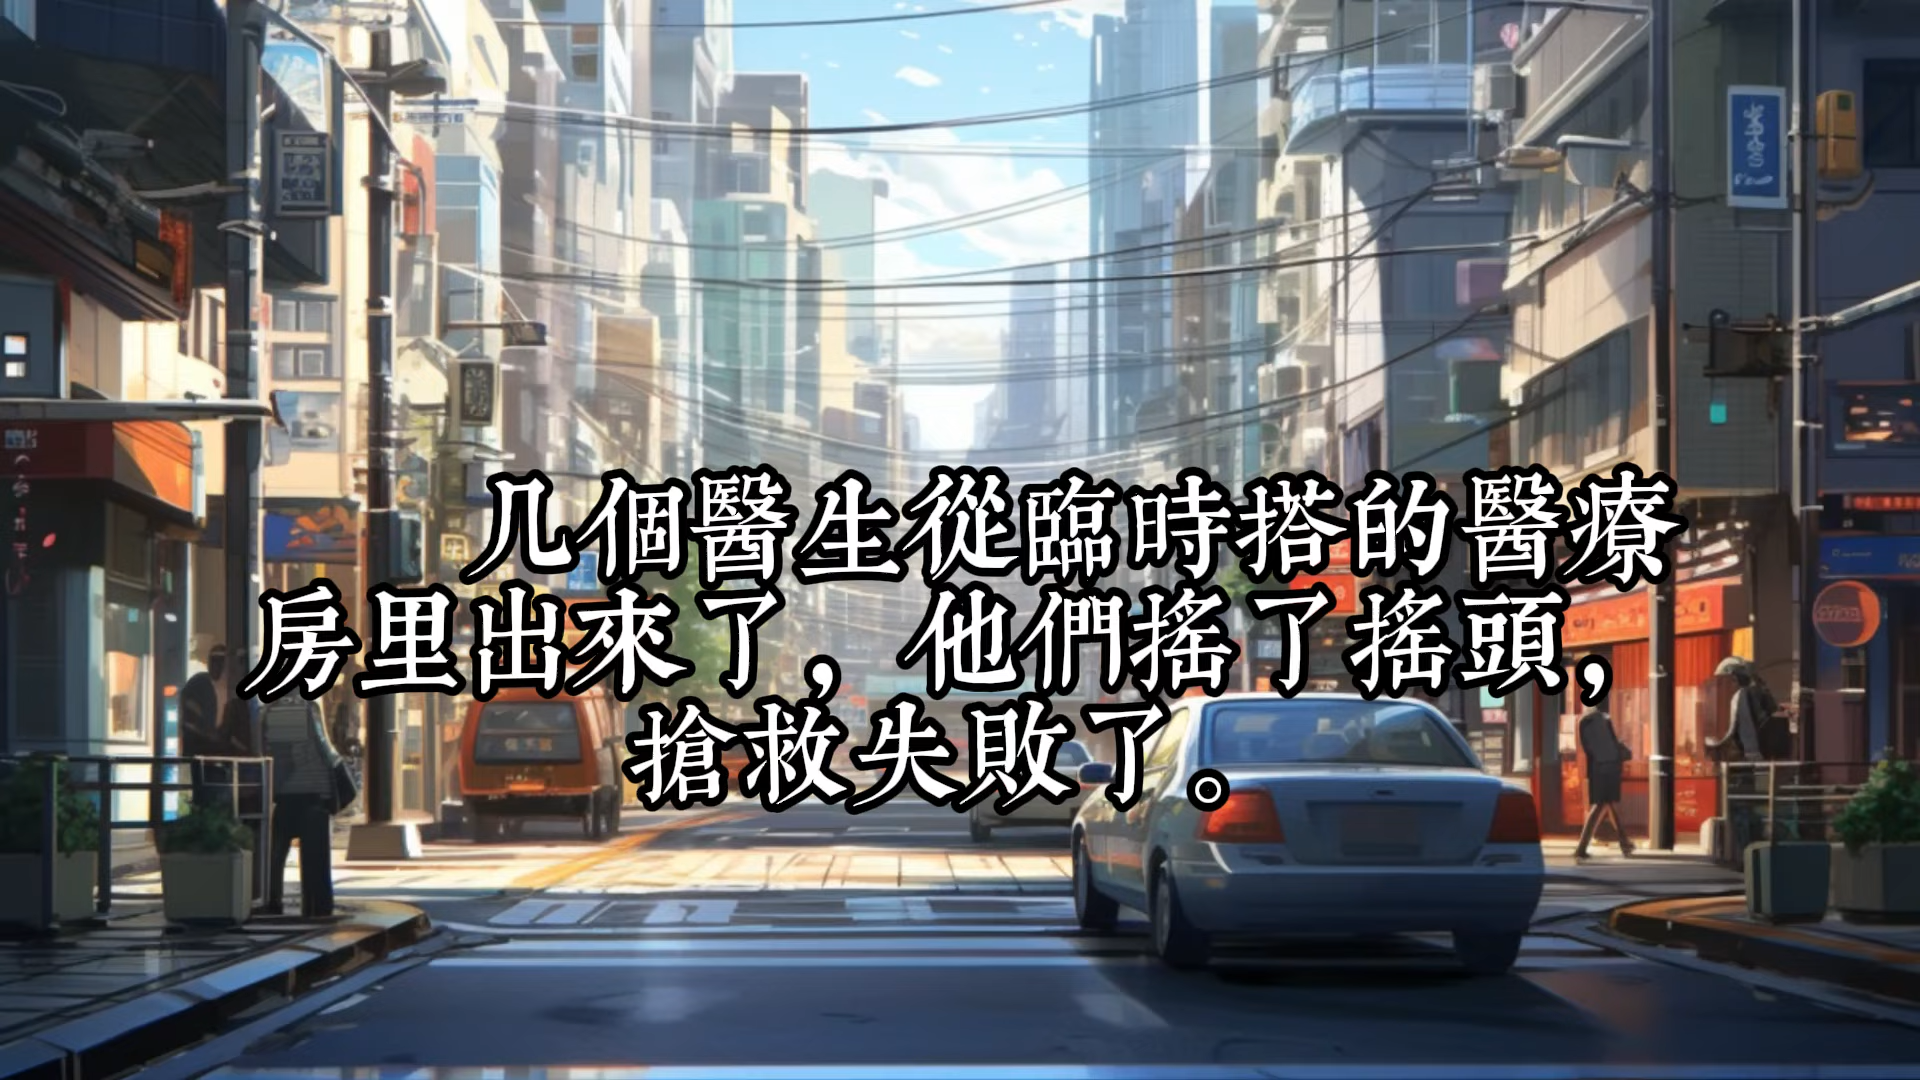 几個醫生從臨時搭的醫療
房里出來了，他們搖了搖頭，
搶救失敗了。